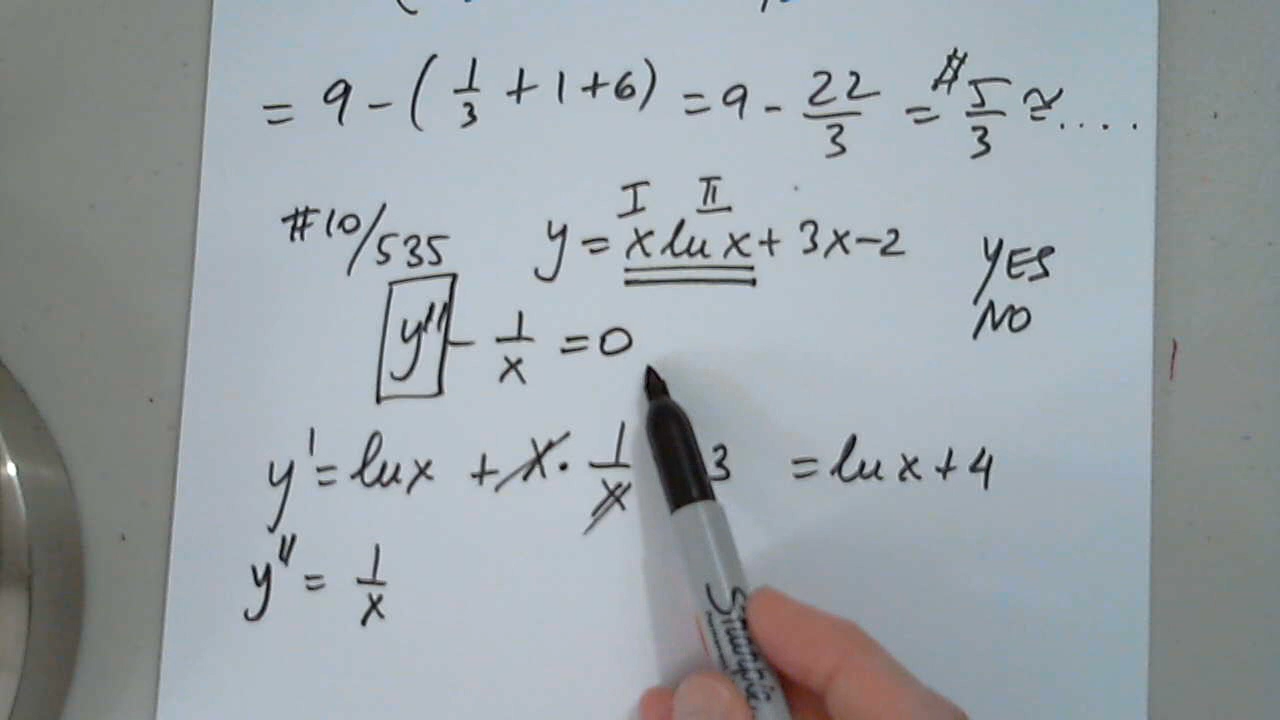 = 9 - ( 1/3 + 1 + 6 ) = 9 - 22/3 = $ 5/3 ≈ ....
I II
#10/535 y = x ln x + 3x - 2 YES
y'' - 1/x = 0 NO
y' = ln x + x · 1/x 3 = ln x + 4
y'' = 1/x
Sharpie